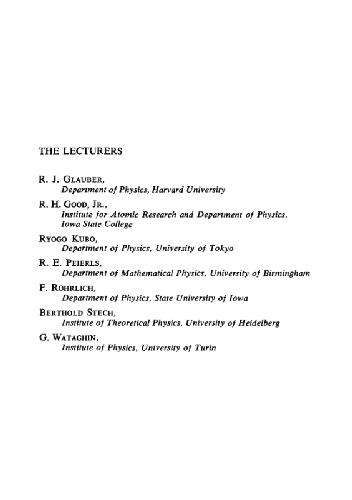 THE LECTURERS
R. J. GLAUBER,
Department of Physics, Harvard University
R. H. GOOD, JR.,
Institute for Atomic Research and Department of Physics,
Iowa State College
RYOGO KUBO,
Department of Physics, University of Tokyo
R. E. PEIERLS,
Department of Mathematical Physics, University of Birmingham
F. ROHRLICH,
Department of Physics, State University of Iowa
BERTHOLD STECH,
Institute of Theoretical Physics, University of Heidelberg
G. WATAGHIN,
Institute of Physics, University of Turin